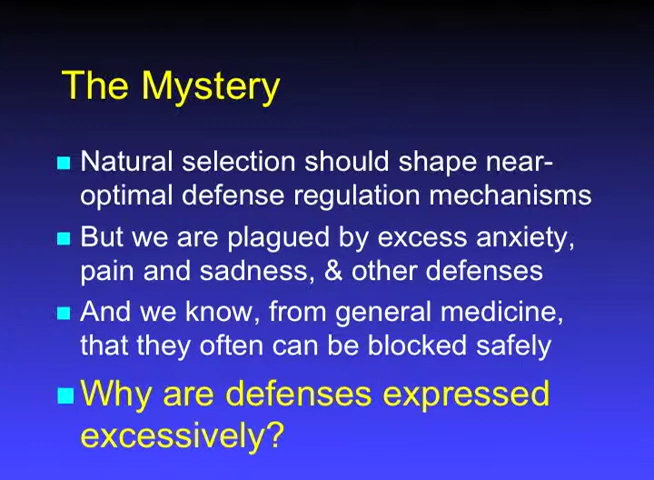 The Mystery
Natural selection should shape near-
optimal defense regulation mechanisms
But we are plagued by excess anxiety,
pain and sadness, & other defenses
And we know, from general medicine,
that they often can be blocked safely
Why are defenses expressed
excessively?